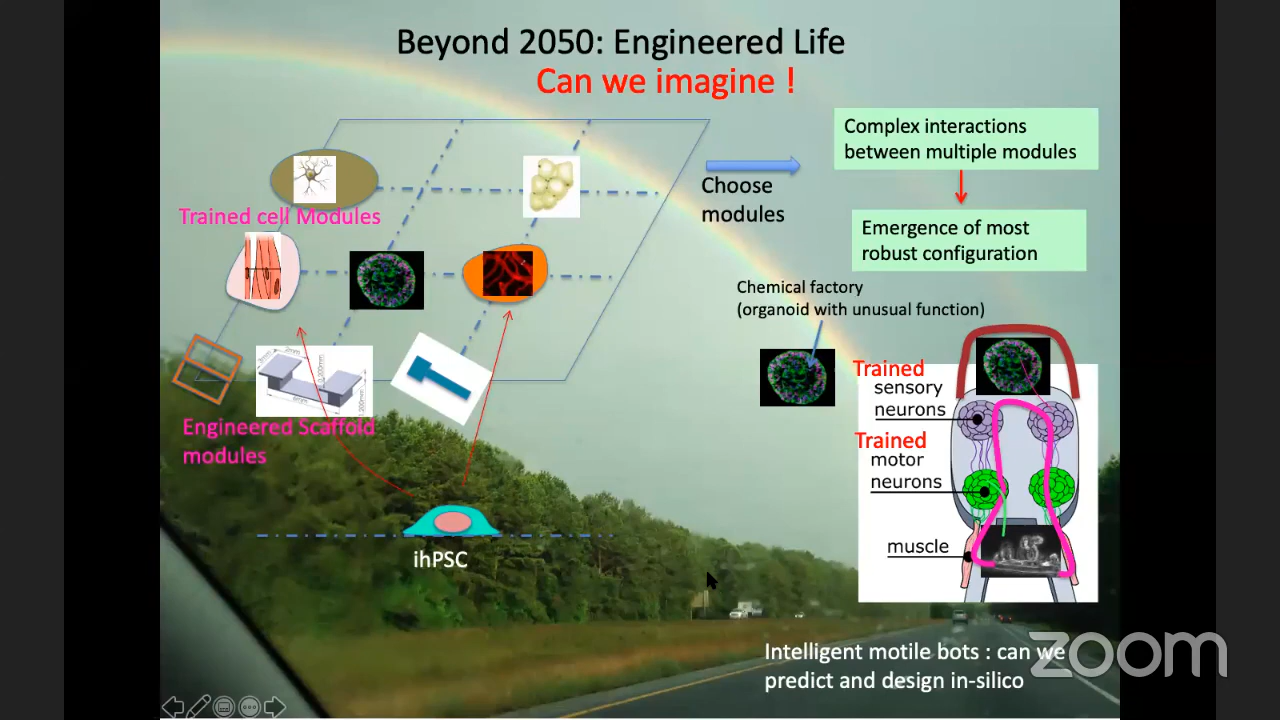 Beyond 2050: Engineered Life
Can we imagine !
Complex interactions
between multiple modules
Choose
modules
Trained cell Modules
Emergence of most
robust configuration
Chemical factory
(organoid with unusual function)
Trained
sensory
neurons
Trained
motor
neurons
muscle
Engineered Scaffold
modules
ihPSC
Intelligent motile bots : can we
predict and design in-silico
zoom